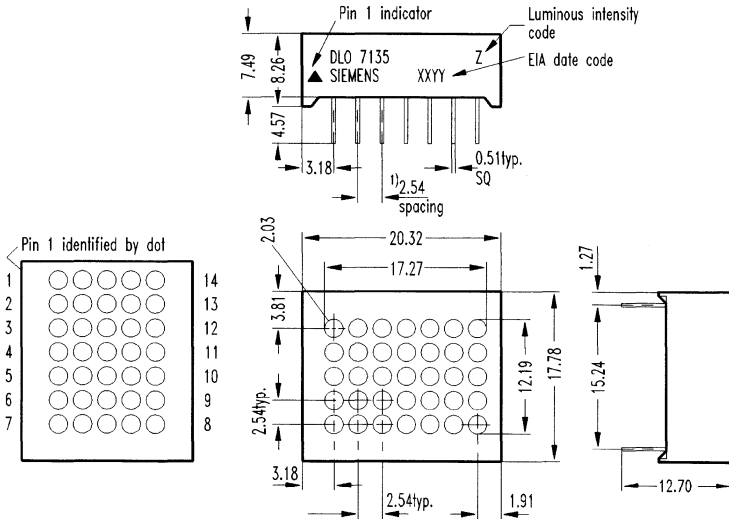 Pin 1 indicator
Luminous intensity
code
Z
DLO 7135
EIA date code
SIEMENS
XXYY
7.49
8.26
4.57
3.18
0.51typ.
SQ
1)
2.54
spacing
Pin 1 identified by dot
1
2
3
4
5
6
7
14
13
12
11
10
9
8
2.03
20.32
17.27
3.81
2.54typ.
12.19
17.78
3.18
2.54typ.
1.91
1.27
15.24
12.70